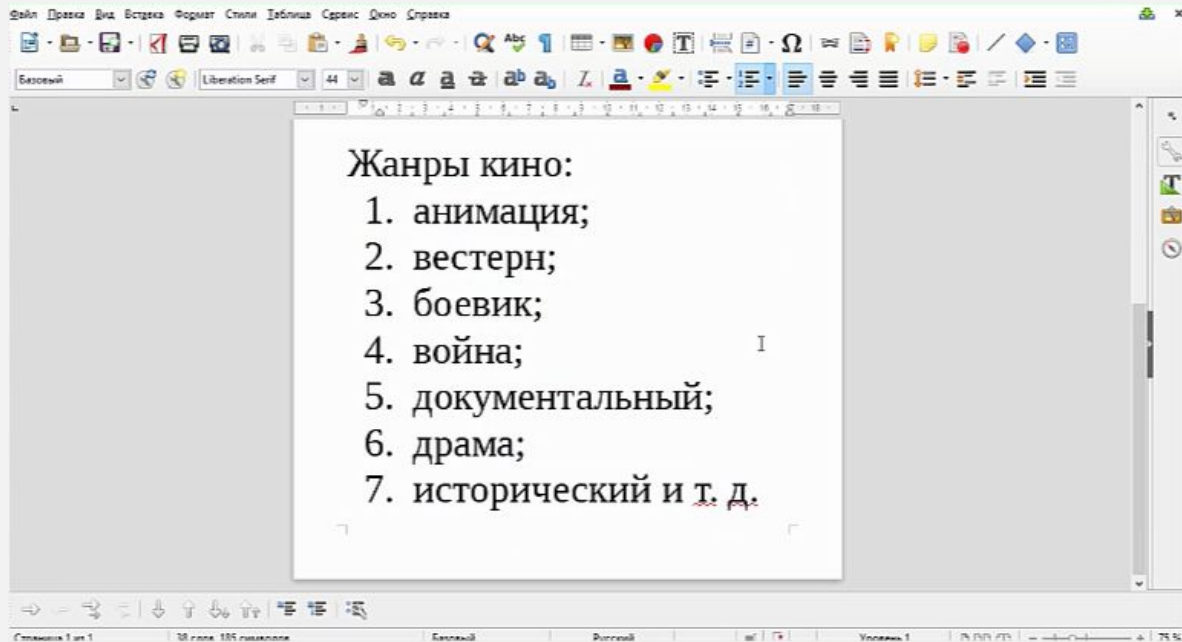 Файл Правка Вид Вставка Формат Стили Таблица Сервис Окно Справка
Базовый Liberation Serif 44
Жанры кино:
1. анимация;
2. вестерн;
3. боевик;
4. война;
5. документальный;
6. драма;
7. исторический и т. д.
Страница 1 из 1 38 слов, 185 символов Базовый Русский Уровень 1 75 %